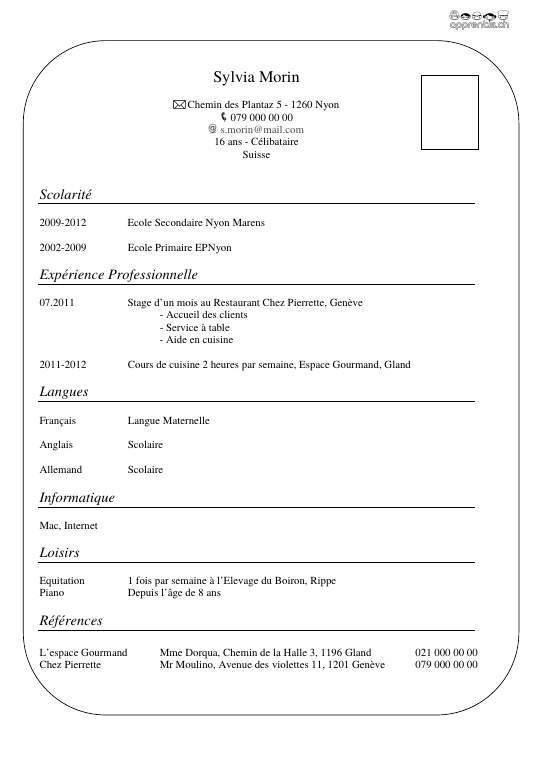 apprentis.ch
Sylvia Morin
Chemin des Plantaz 5 - 1260 Nyon
079 000 00 00
s.morin@mail.com
16 ans - Célibataire
Suisse
Scolarité
2009-2012 Ecole Secondaire Nyon Marens
2002-2009 Ecole Primaire EPNyon
Expérience Professionnelle
07.2011 Stage d'un mois au Restaurant Chez Pierrette, Genève
- Accueil des clients
- Service à table
- Aide en cuisine
2011-2012 Cours de cuisine 2 heures par semaine, Espace Gourmand, Gland
Langues
Français Langue Maternelle
Anglais Scolaire
Allemand Scolaire
Informatique
Mac, Internet
Loisirs
Equitation 1 fois par semaine à l'Elevage du Boiron, Rippe
Piano Depuis l'âge de 8 ans
Références
L'espace Gourmand Mme Dorqua, Chemin de la Halle 3, 1196 Gland 021 000 00 00
Chez Pierrette Mr Moulino, Avenue des violettes 11, 1201 Genève 079 000 00 00